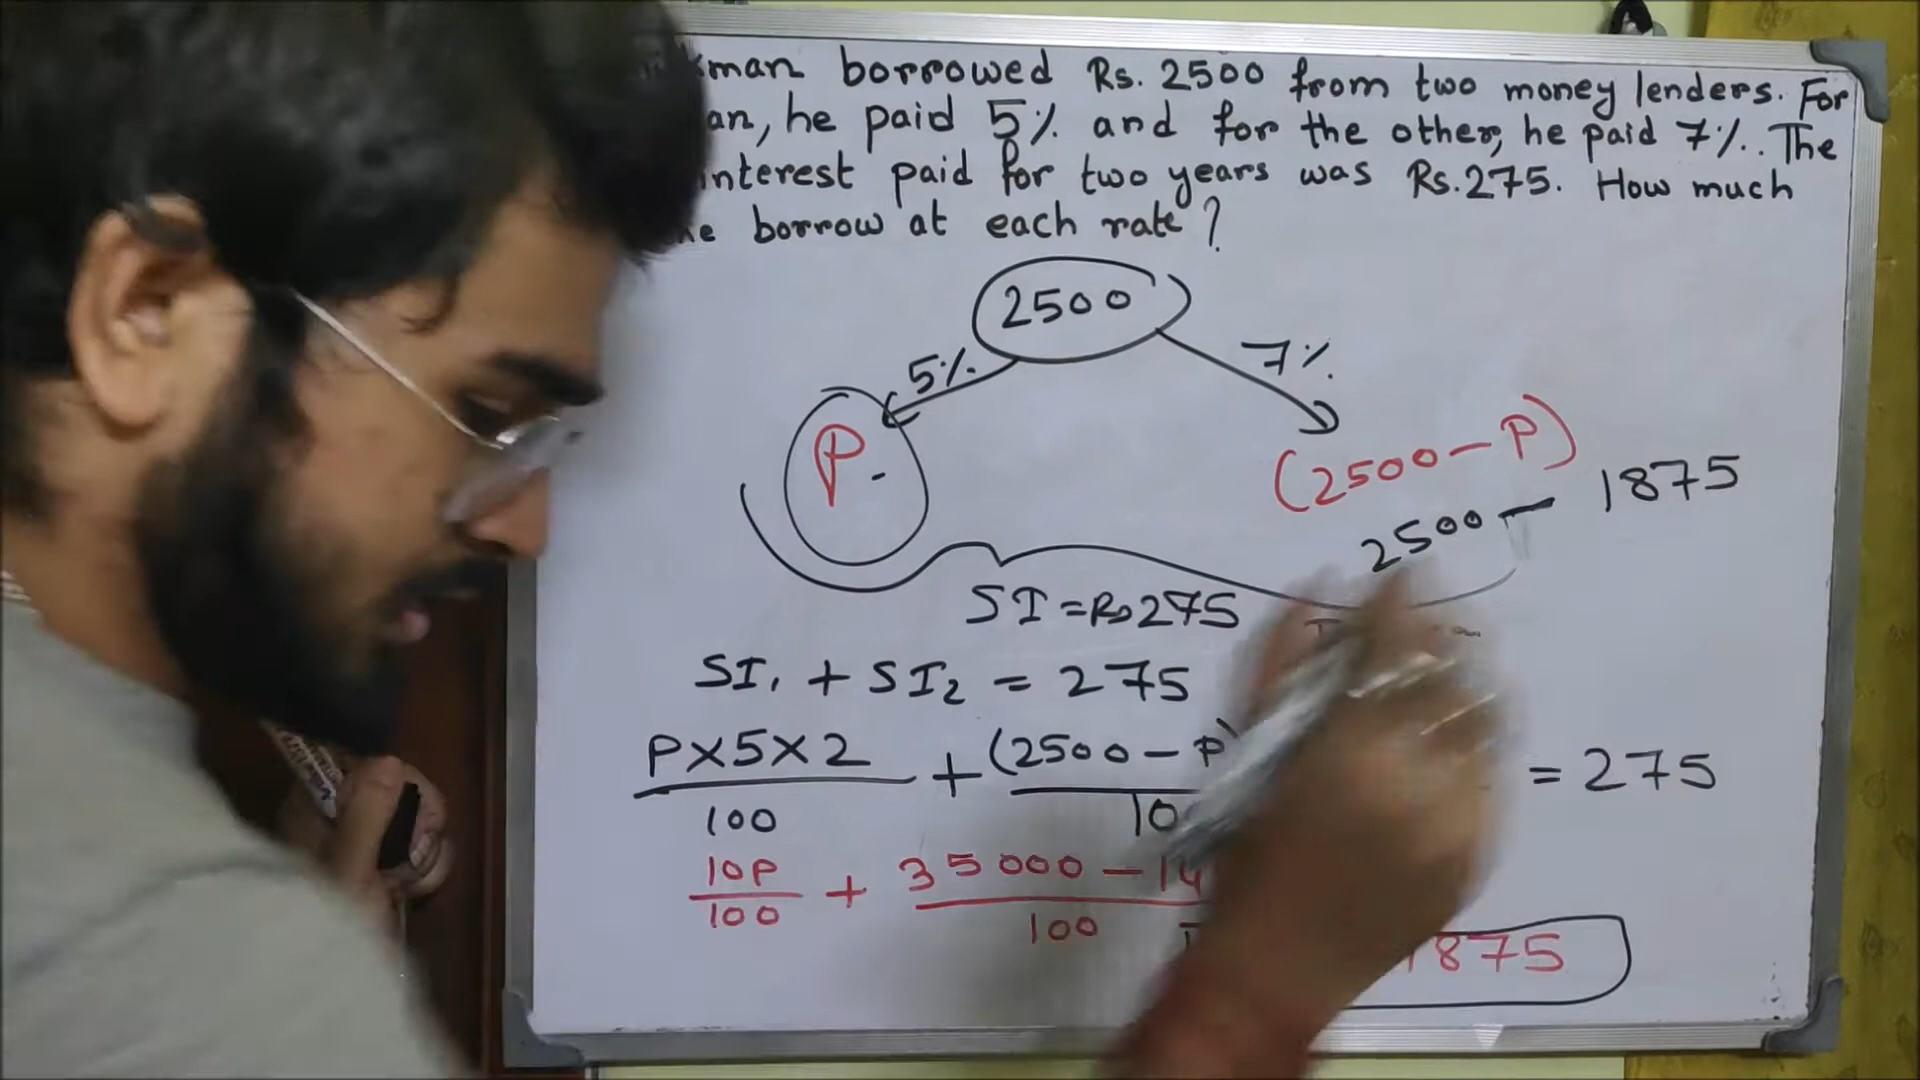 man borrowed Rs. 2500 from two money lenders. For
an, he paid 5% and for the other, he paid 7%. The
interest paid for two years was Rs.275. How much
he borrow at each rate?
2500
5%
7%
P
(2500-P)
2500 - 1875
SI = Rs 275
SI1 + SI2 = 275
P×5×2 + (2500-P) = 275
100
10P + 35000-14
100 100
1875